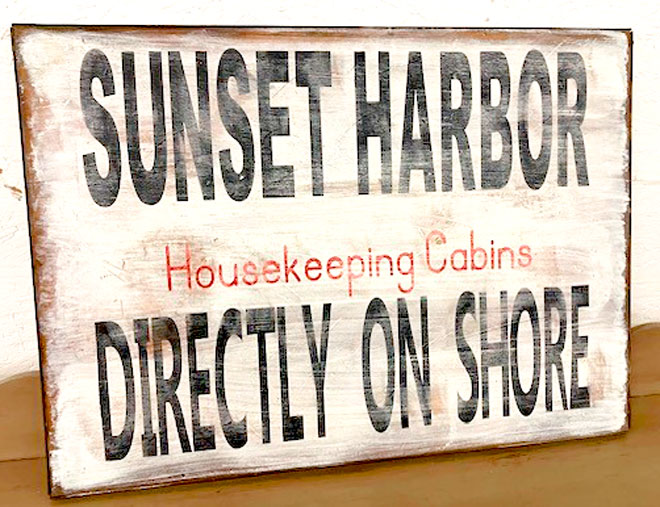 SUNSET HARBOR
Housekeeping Cabins
DIRECTLY ON SHORE